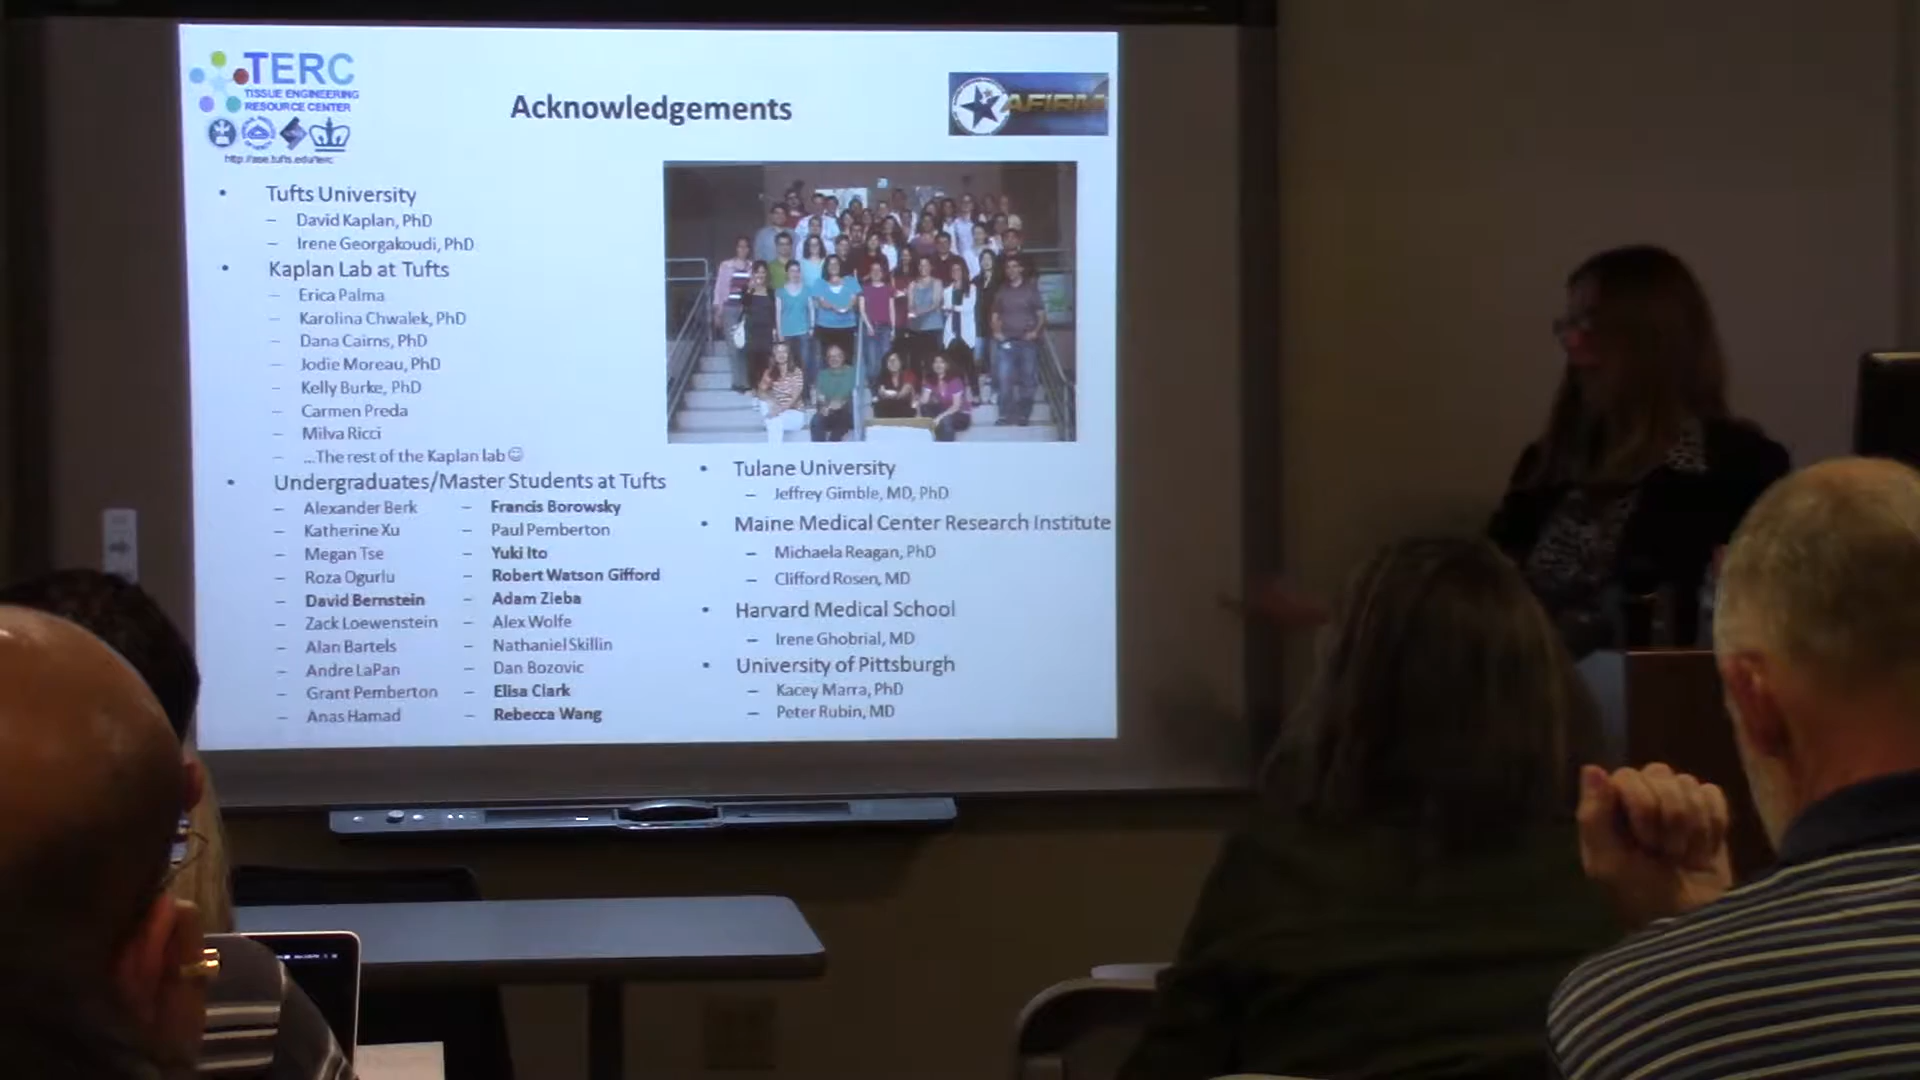 TERC
TISSUE ENGINEERING
RESOURCE CENTER
http://ase.tufts.edu/terc
Acknowledgements
AFIRM
• Tufts University
– David Kaplan, PhD
– Irene Georgakoudi, PhD
• Kaplan Lab at Tufts
– Erica Palma
– Karolina Chwalek, PhD
– Dana Cairns, PhD
– Jodie Moreau, PhD
– Kelly Burke, PhD
– Carmen Preda
– Milva Ricci
– ...The rest of the Kaplan lab☺
• Undergraduates/Master Students at Tufts
– Alexander Berk
– Katherine Xu
– Megan Tse
– Roza Ogurlu
– David Bernstein
– Zack Loewenstein
– Alan Bartels
– Andre LaPan
– Grant Pemberton
– Anas Hamad
– Francis Borowsky
– Paul Pemberton
– Yuki Ito
– Robert Watson Gifford
– Adam Zieba
– Alex Wolfe
– Nathaniel Skillin
– Dan Bozovic
– Elisa Clark
– Rebecca Wang
• Tulane University
– Jeffrey Gimble, MD, PhD
• Maine Medical Center Research Institute
– Michaela Reagan, PhD
– Clifford Rosen, MD
• Harvard Medical School
– Irene Ghobrial, MD
• University of Pittsburgh
– Kacey Marra, PhD
– Peter Rubin, MD